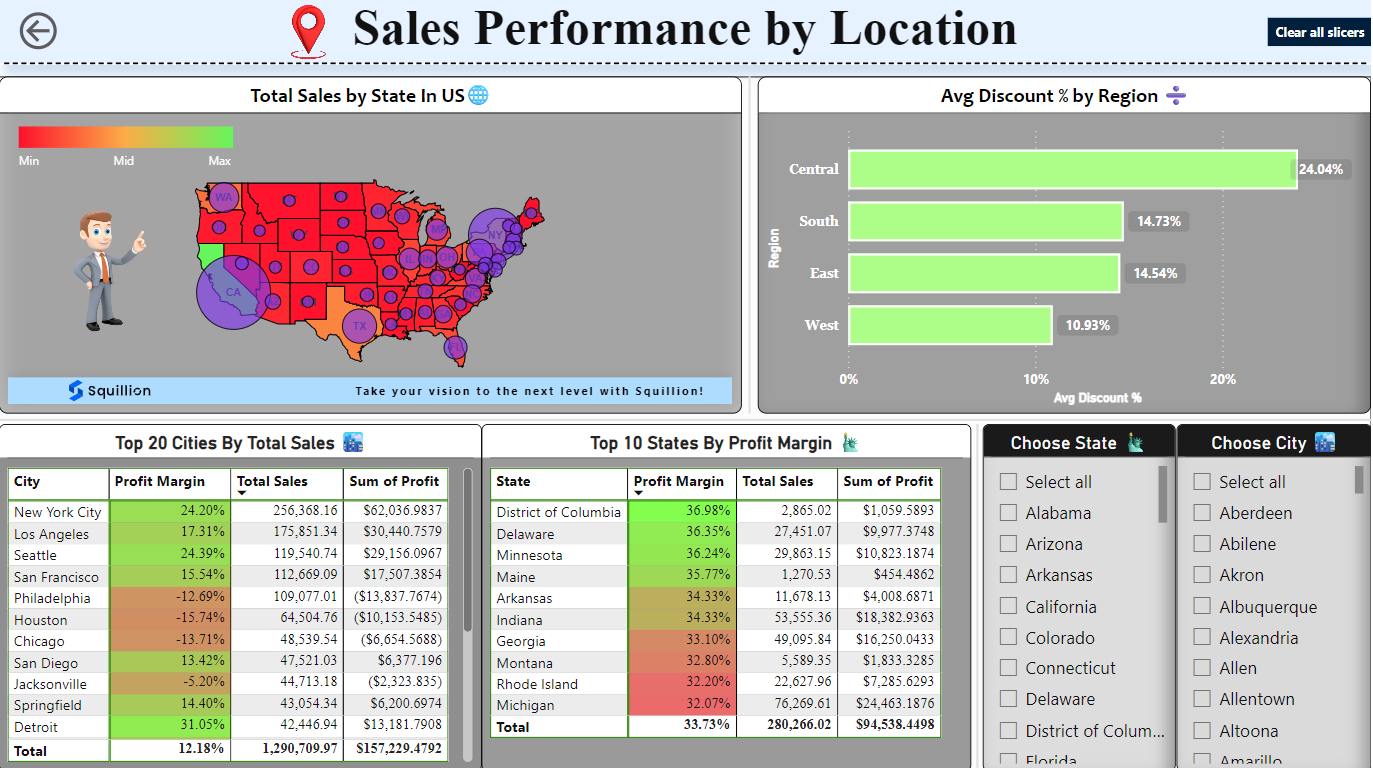 Sales Performance by Location
Clear all slicers
Total Sales by State In US
Min Mid Max
WA
NY
CA
TX
IL IN OH
FL
Squillion
Take your vision to the next level with Squillion!
Avg Discount % by Region
Region
Central 24.04%
South 14.73%
East 14.54%
West 10.93%
0% 10% 20%
Avg Discount %
Top 20 Cities By Total Sales
City Profit Margin Total Sales Sum of Profit
New York City 24.20% 256,368.16 $62,036.9837
Los Angeles 17.31% 175,851.34 $30,440.7579
Seattle 24.39% 119,540.74 $29,156.0967
San Francisco 15.54% 112,669.09 $17,507.3854
Philadelphia -12.69% 109,077.01 ($13,837.7674)
Houston -15.74% 64,504.76 ($10,153.5485)
Chicago -13.71% 48,539.54 ($6,654.5688)
San Diego 13.42% 47,521.03 $6,377.196
Jacksonville -5.20% 44,713.18 ($2,323.835)
Springfield 14.40% 43,054.34 $6,200.6974
Detroit 31.05% 42,446.94 $13,181.7908
Total 12.18% 1,290,709.97 $157,229.4792
Top 10 States By Profit Margin
State Profit Margin Total Sales Sum of Profit
District of Columbia 36.98% 2,865.02 $1,059.5893
Delaware 36.35% 27,451.07 $9,977.3748
Minnesota 36.24% 29,863.15 $10,823.1874
Maine 35.77% 1,270.53 $454.4862
Arkansas 34.33% 11,678.13 $4,008.6871
Indiana 34.33% 53,555.36 $18,382.9363
Georgia 33.10% 49,095.84 $16,250.0433
Montana 32.80% 5,589.35 $1,833.3285
Rhode Island 32.20% 22,627.96 $7,285.6293
Michigan 32.07% 76,269.61 $24,463.1876
Total 33.73% 280,266.02 $94,538.4498
Choose State
Select all
Alabama
Arizona
Arkansas
California
Colorado
Connecticut
Delaware
District of Colum...
Florida
Choose City
Select all
Aberdeen
Abilene
Akron
Albuquerque
Alexandria
Allen
Allentown
Altoona
Amarillo